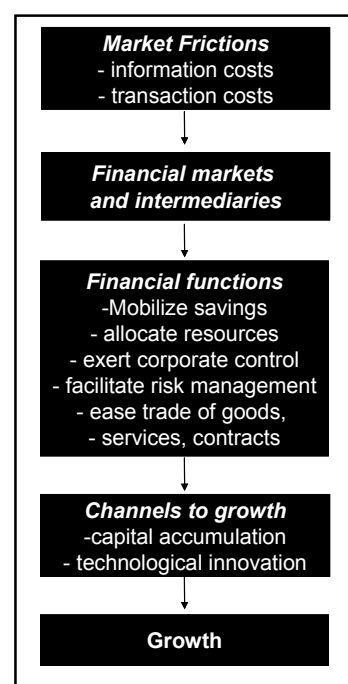 Market Frictions
- information costs
- transaction costs
Financial markets
and intermediaries
Financial functions
-Mobilize savings
- allocate resources
- exert corporate control
- facilitate risk management
- ease trade of goods,
- services, contracts
Channels to growth
-capital accumulation
- technological innovation
Growth